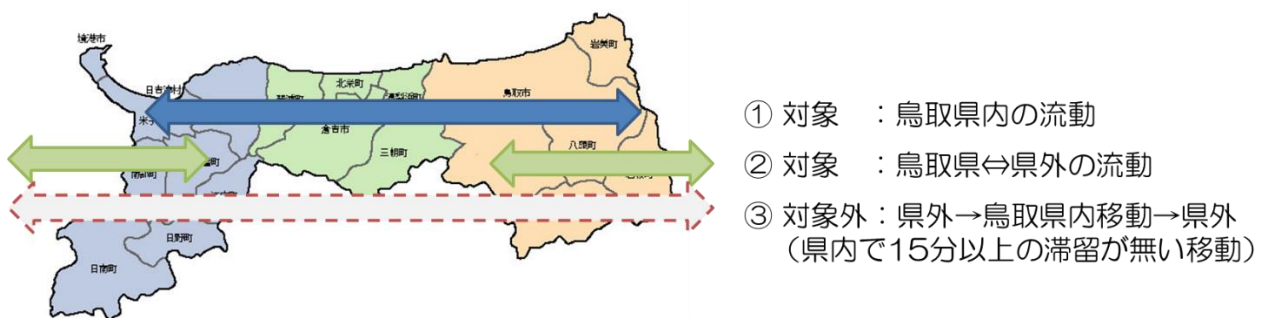 境港市
岩美町
日吉津村
北栄町
鳥取市
倉吉市
八頭町
三朝町
日野町
日南町
① 対象 ：鳥取県内の流動
② 対象 ：鳥取県⇔県外の流動
③ 対象外：県外→鳥取県内移動→県外
（県内で15分以上の滞留が無い移動）